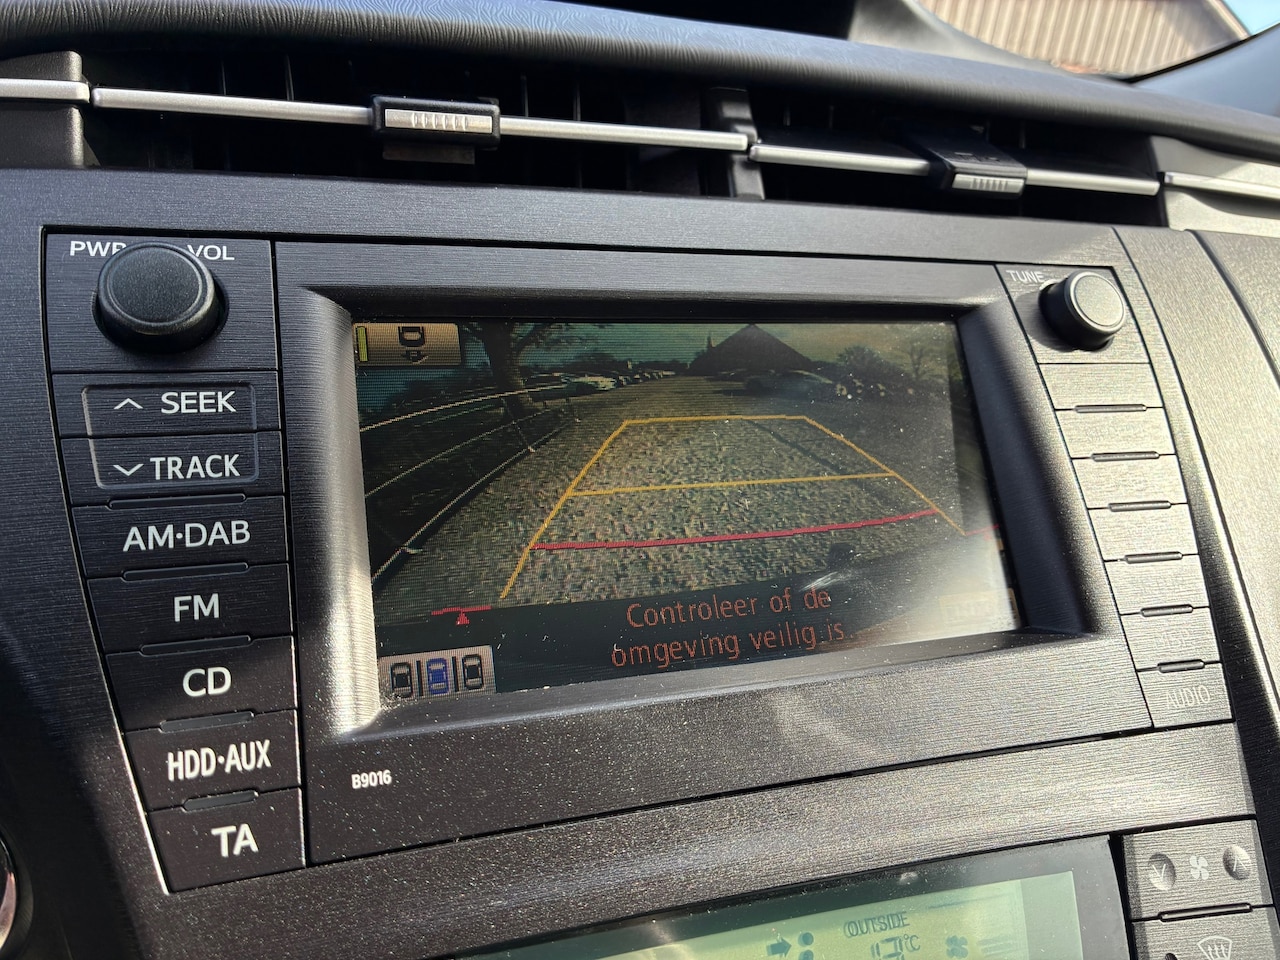 PWR VOL
TUNE
SEEK
TRACK
AM·DAB
FM
CD
HDD·AUX
TA
Controleer of de
omgeving veilig is.
AUDIO
B9016
OUTSIDE
°C